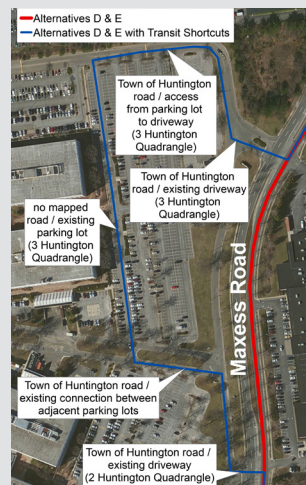 Alternatives D & E
Alternatives D & E with Transit Shortcuts
Town of Huntington
road / access
from parking lot
to driveway
(3 Huntington
Quadrangle)
Town of Huntington
road / existing driveway
(3 Huntington
Quadrangle)
no mapped
road / existing
parking lot
(3 Huntington
Quadrangle)
Maxess Road
Town of Huntington road /
existing connection between
adjacent parking lots
Town of Huntington road /
existing driveway
(2 Huntington Quadrangle)